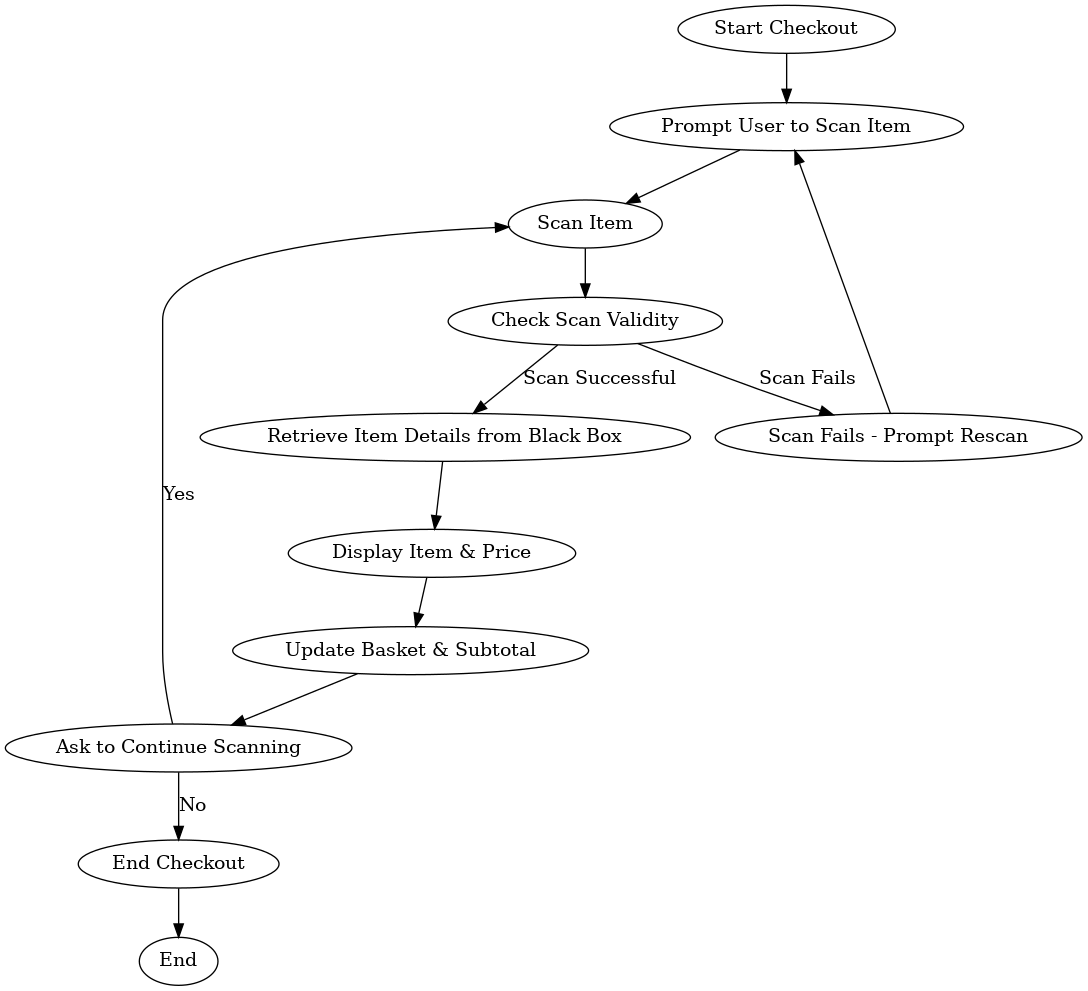 Start Checkout
Prompt User to Scan Item
Scan Item
Check Scan Validity
Scan Successful
Scan Fails
Retrieve Item Details from Black Box
Scan Fails - Prompt Rescan
Yes
Display Item & Price
Update Basket & Subtotal
Ask to Continue Scanning
No
End Checkout
End